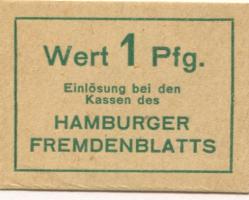 Wert 1 Pfg.
Einlösung bei den
Kassen des
HAMBURGER
FREMDENBLATTS